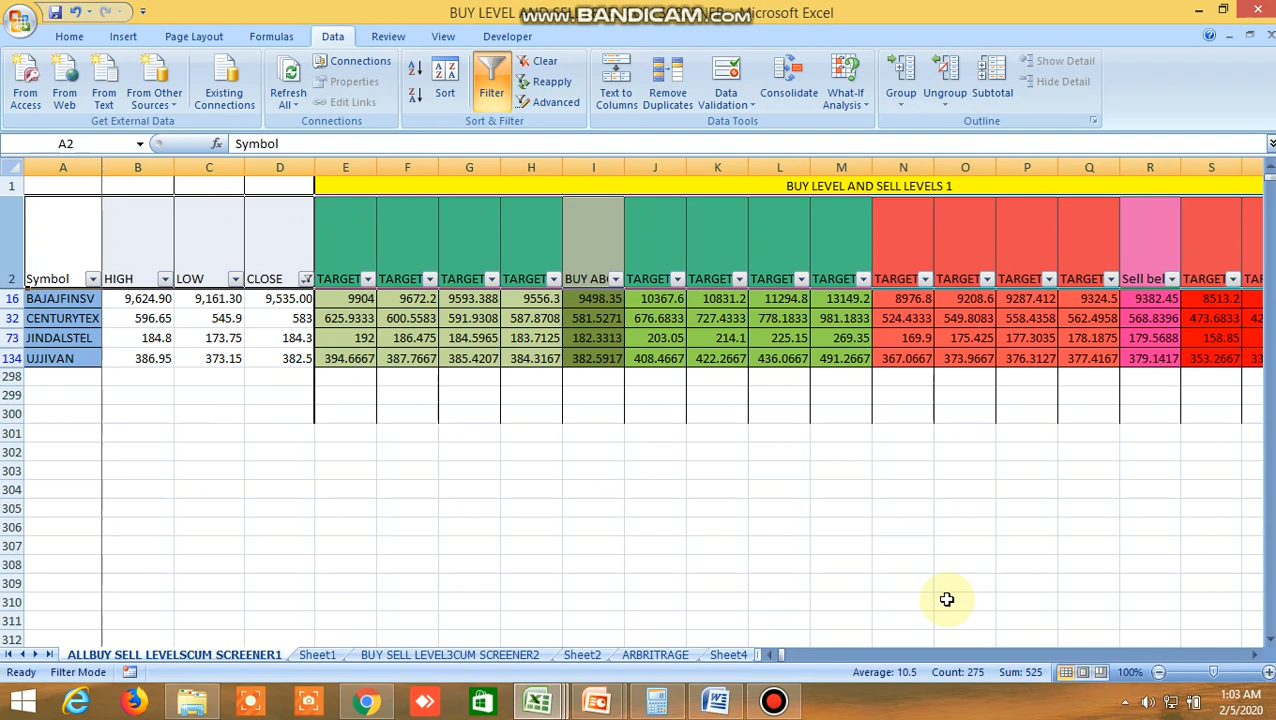 BUY LEVEL AND SEL SCREENER - Microsoft Excel
www.BANDICAM.com
Home Insert Page Layout Formulas Data Review View Developer
From Access
From Web
From Text
From Other Sources
Existing Connections
Get External Data
Refresh All
Connections
Properties
Edit Links
Connections
Sort
Filter
Clear
Reapply
Advanced
Sort & Filter
Text to Columns
Remove Duplicates
Data Validation
Consolidate
What-If Analysis
Data Tools
Group
Ungroup
Subtotal
Show Detail
Hide Detail
Outline
A2 fx Symbol
A B C D E F G H I J K L M N O P Q R S
1 BUY LEVEL AND SELL LEVELS 1
2 Symbol HIGH LOW CLOSE TARGET TARGET TARGET TARGET BUY ABO TARGET TARGET TARGET TARGET TARGET TARGET TARGET TARGET Sell bel TARGET TARGET
16 BAJAJFINSV 9,624.90 9,161.30 9,535.00 9904 9672.2 9593.388 9556.3 9498.35 10367.6 10831.2 11294.8 13149.2 8976.8 9208.6 9287.412 9324.5 9382.45 8513.2
32 CENTURYTEX 596.65 545.9 583 625.9333 600.5583 591.9308 587.8708 581.5271 676.6833 727.4333 778.1833 981.1833 524.4333 549.8083 558.4358 562.4958 568.8396 473.6833 42
73 JINDALSTEL 184.8 173.75 184.3 192 186.475 184.5965 183.7125 182.3313 203.05 214.1 225.15 269.35 169.9 175.425 177.3035 178.1875 179.5688 158.85
134 UJJIVAN 386.95 373.15 382.5 394.6667 387.7667 385.4207 384.3167 382.5917 408.4667 422.2667 436.0667 491.2667 367.0667 373.9667 376.3127 377.4167 379.1417 353.2667 33
298
299
300
301
302
303
304
305
306
307
308
309
310
311
312
ALLBUY SELL LEVELSCUM SCREENER1 Sheet1 BUY SELL LEVEL3CUM SCREENER2 Sheet2 ARBRITRAGE Sheet4
Ready Filter Mode Average: 10.5 Count: 275 Sum: 525 100%
1:03 AM
2/5/2020